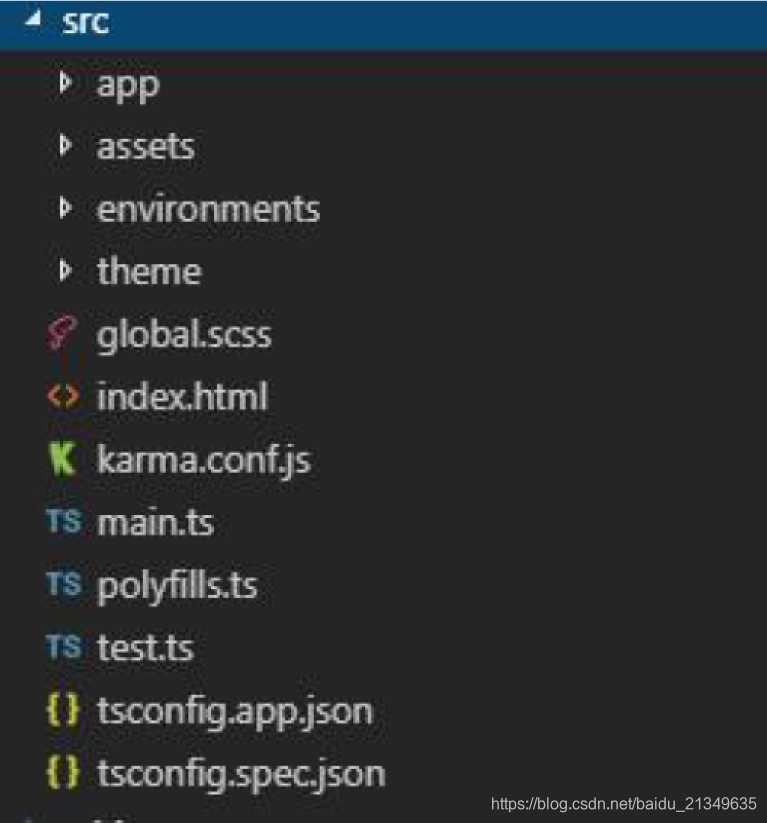 src
app
assets
environments
theme
global.scss
index.html
karma.conf.js
TS main.ts
TS polyfills.ts
TS test.ts
{} tsconfig.app.json
{} tsconfig.spec.json
https://blog.csdn.net/baidu_21349635